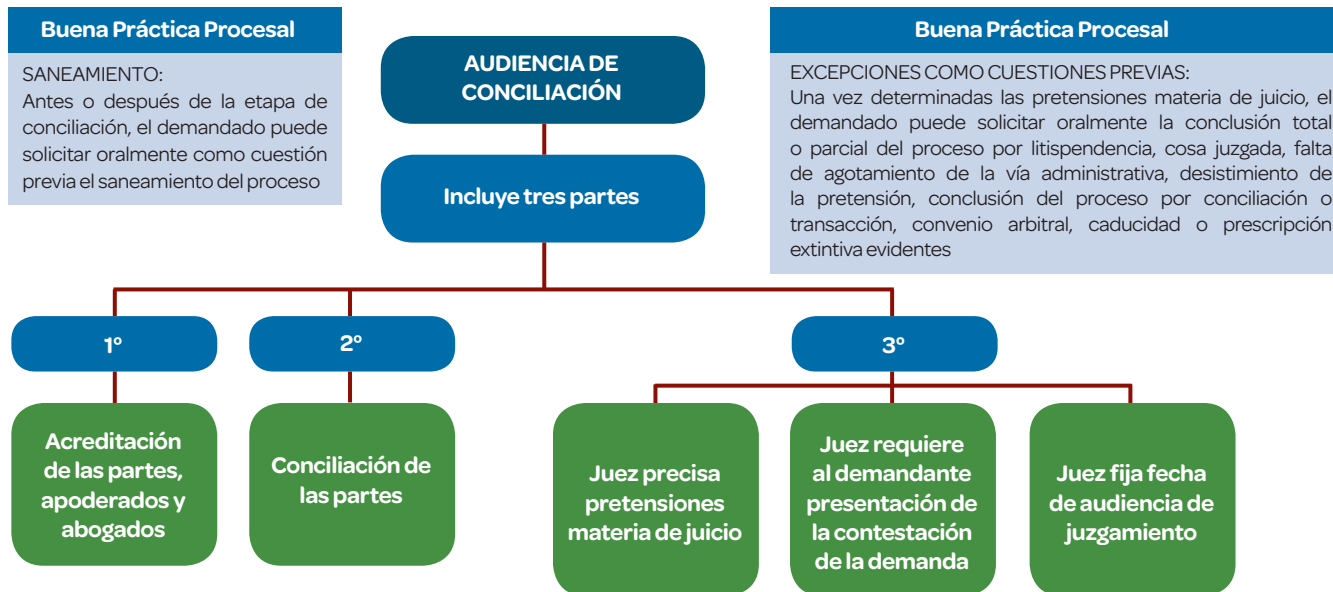 Buena Práctica Procesal
SANEAMIENTO:
Antes o después de la etapa de
conciliación, el demandado puede
solicitar oralmente como cuestión
previa el saneamiento del proceso
AUDIENCIA DE
CONCILIACIÓN
Incluye tres partes
Buena Práctica Procesal
EXCEPCIONES COMO CUESTIONES PREVIAS:
Una vez determinadas las pretensiones materia de juicio, el
demandado puede solicitar oralmente la conclusión total
o parcial del proceso por litispendencia, cosa juzgada, falta
de agotamiento de la vía administrativa, desistimiento de
la pretensión, conclusión del proceso por conciliación o
transacción, convenio arbitral, caducidad o prescripción
extintiva evidentes
1º
Acreditación
de las partes,
apoderados y
abogados
2º
Conciliación de
las partes
3º
Juez precisa
pretensiones
materia de juicio
Juez requiere
al demandante
presentación de
la contestación
de la demanda
Juez fija fecha
de audiencia de
juzgamiento